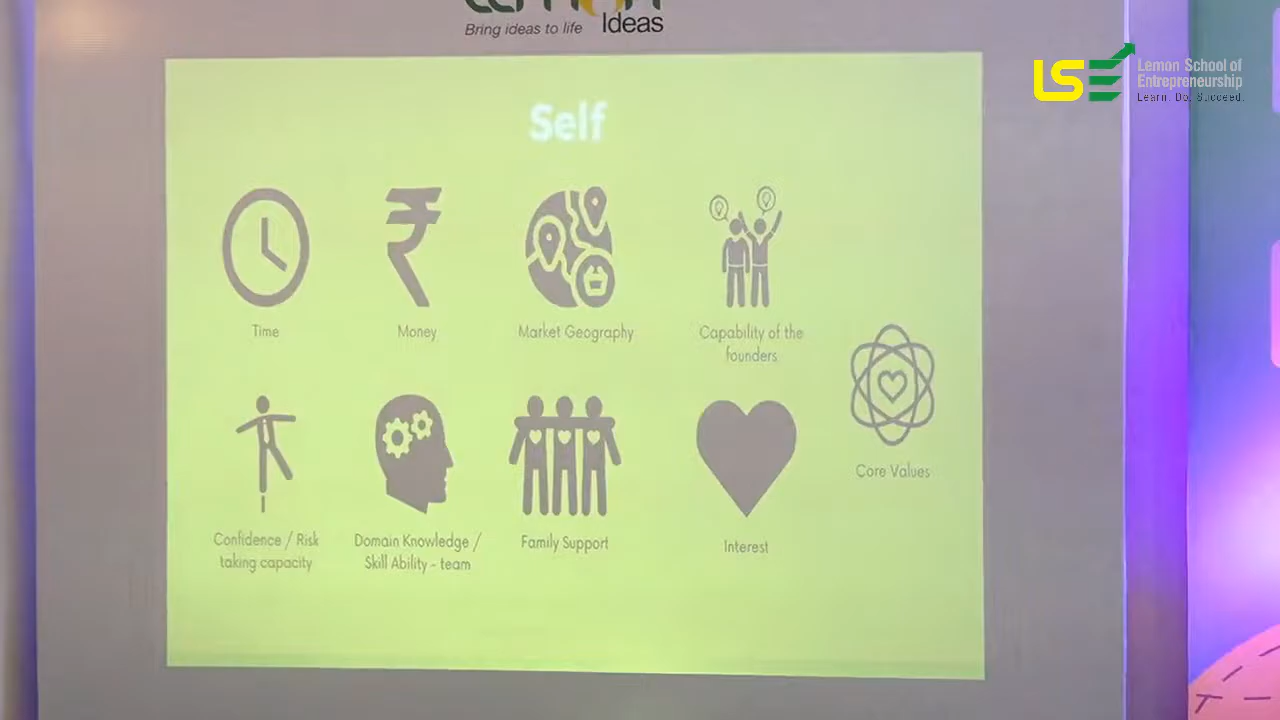 Bring ideas to life
Ideas
Lemon School of
Entrepreneurship
Learn. Do. Succeed.
LSE
Self
Time
Money
Market Geography
Capability of the
founders
Confidence / Risk
taking capacity
Domain Knowledge /
Skill Ability - team
Family Support
Interest
Core Values